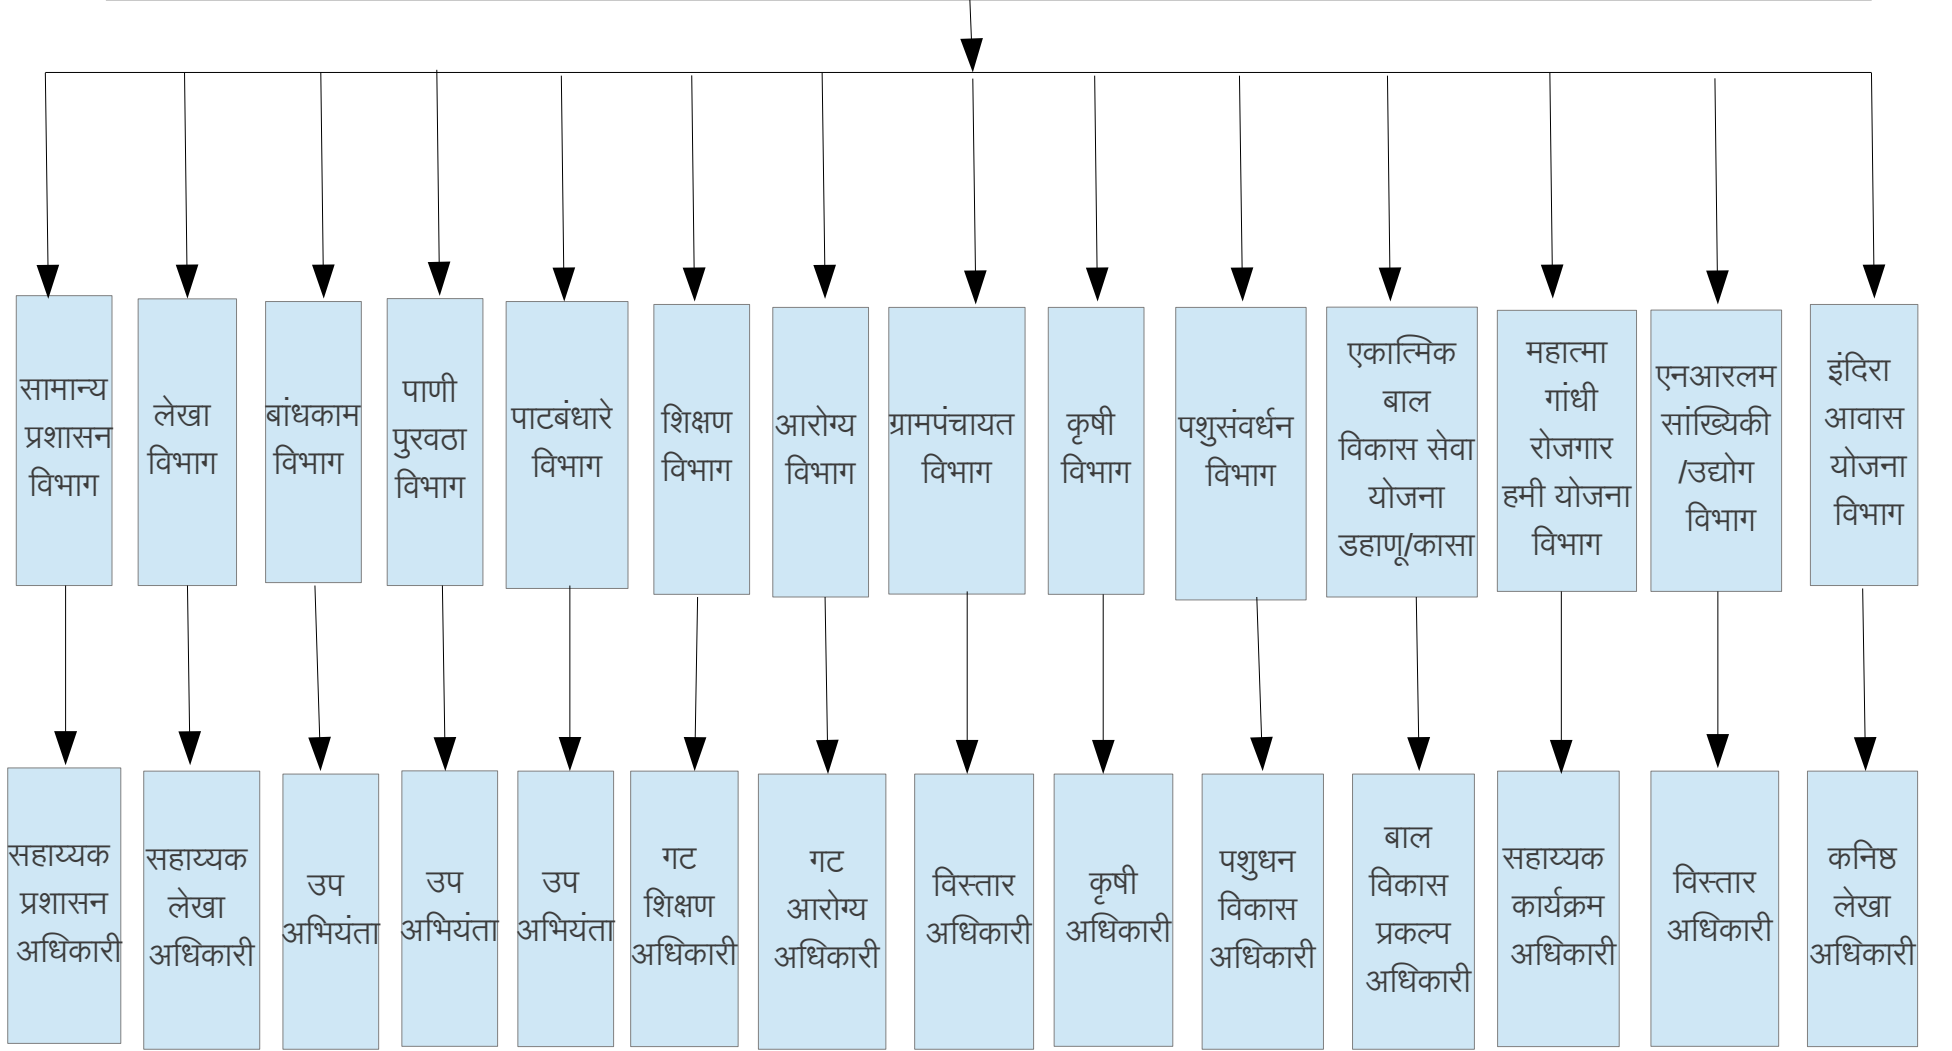 सामान्य
प्रशासन
विभाग
लेखा
विभाग
बांधकाम
विभाग
पाणी
पुरवठा
विभाग
पाटबंधारे
विभाग
शिक्षण
विभाग
आरोग्य
विभाग
ग्रामपंचायत
विभाग
कृषी
विभाग
पशुसंवर्धन
विभाग
एकात्मिक
बाल
विकास सेवा
योजना
डहाणू/कासा
महात्मा
गांधी
रोजगार
हमी योजना
विभाग
एनआरलम
सांख्यिकी
/उद्योग
विभाग
इंदिरा
आवास
योजना
विभाग
सहाय्यक
प्रशासन
अधिकारी
सहाय्यक
लेखा
अधिकारी
उप
अभियंता
उप
अभियंता
उप
अभियंता
गट
शिक्षण
अधिकारी
गट
आरोग्य
अधिकारी
विस्तार
अधिकारी
कृषी
अधिकारी
पशुधन
विकास
अधिकारी
बाल
विकास
प्रकल्प
अधिकारी
सहाय्यक
कार्यक्रम
अधिकारी
विस्तार
अधिकारी
कनिष्ठ
लेखा
अधिकारी